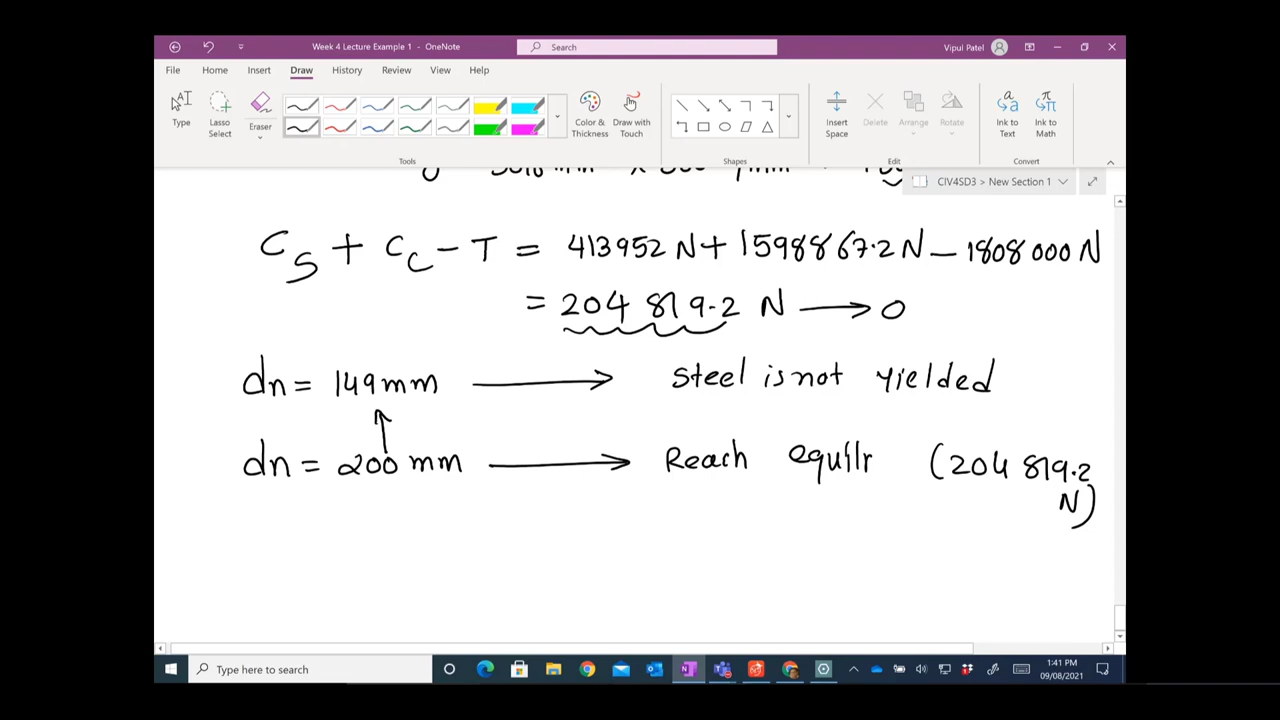 Week 4 Lecture Example 1 - OneNote
Search
Vipul Patel
File Home Insert Draw History Review View Help
Type
Lasso Select
Eraser
Color & Thickness
Draw with Touch
Insert Space
Delete
Arrange
Rotate
Ink to Text
Ink to Math
Tools
Shapes
Edit
Convert
CIV4SD3 > New Section 1
Cs + Cc - T = 413952 N + 1598867.2 N - 1808000 N
= 204 819.2 N → 0
dn = 149mm → steel is not yielded
↑
dn = 200 mm → Reach equilr (204 819.2
N)
Type here to search
1:41 PM
09/08/2021